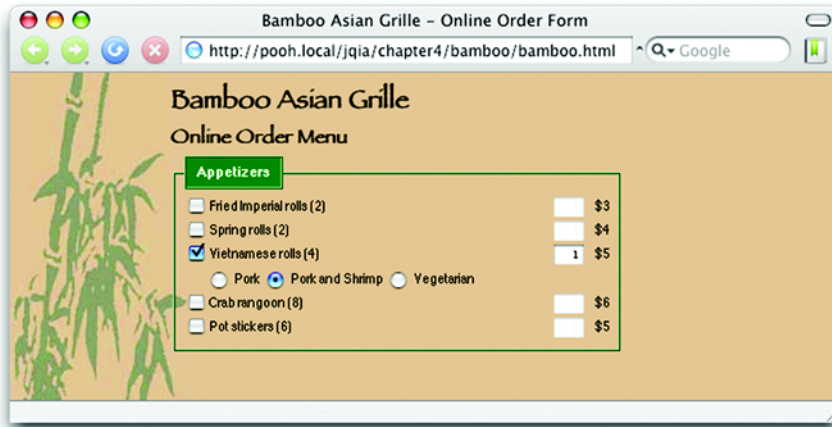 Bamboo Asian Grille – Online Order Form
http://pooh.local/jqia/chapter4/bamboo/bamboo.html Google
Bamboo Asian Grille
Online Order Menu
Appetizers
Fried Imperial rolls (2) $3
Spring rolls (2) $4
Vietnamese rolls (4) 1 $5
Pork Pork and Shrimp Vegetarian
Crab rangoon (8) $6
Pot stickers (6) $5